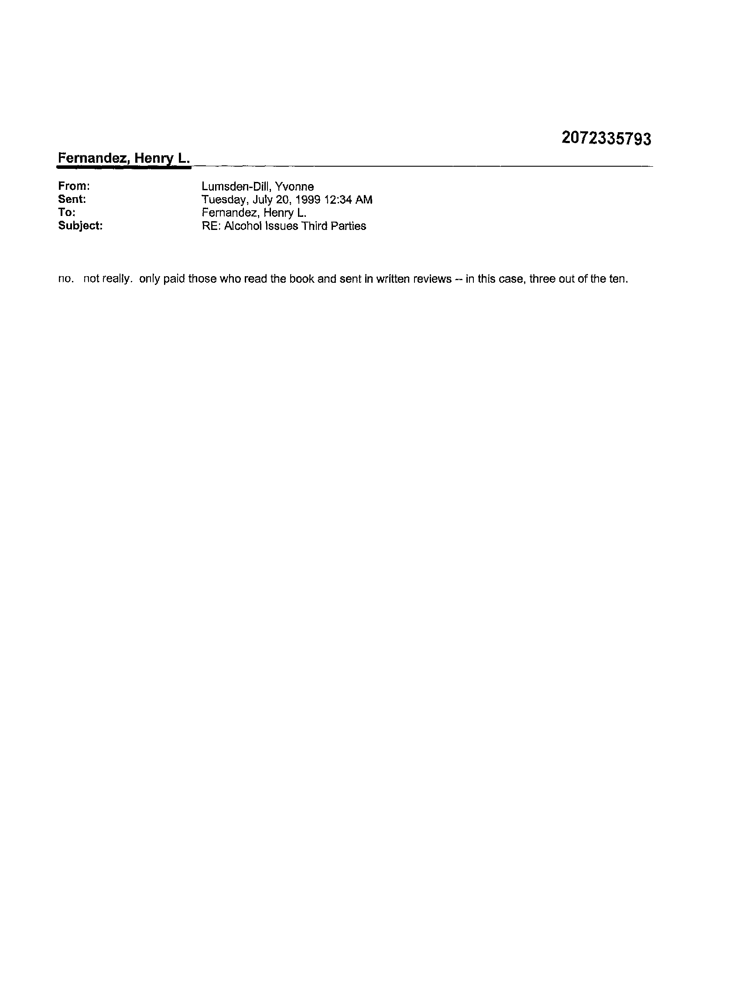 2072335793
Fernandez, Henry L.
From: Lumsden-Dill, Yvonne
Sent: Tuesday, July 20, 1999 12:34 AM
To: Fernandez, Henry L.
Subject: RE: Alcohol Issues Third Parties
no. not really. only paid those who read the book and sent in written reviews -- in this case, three out of the ten.